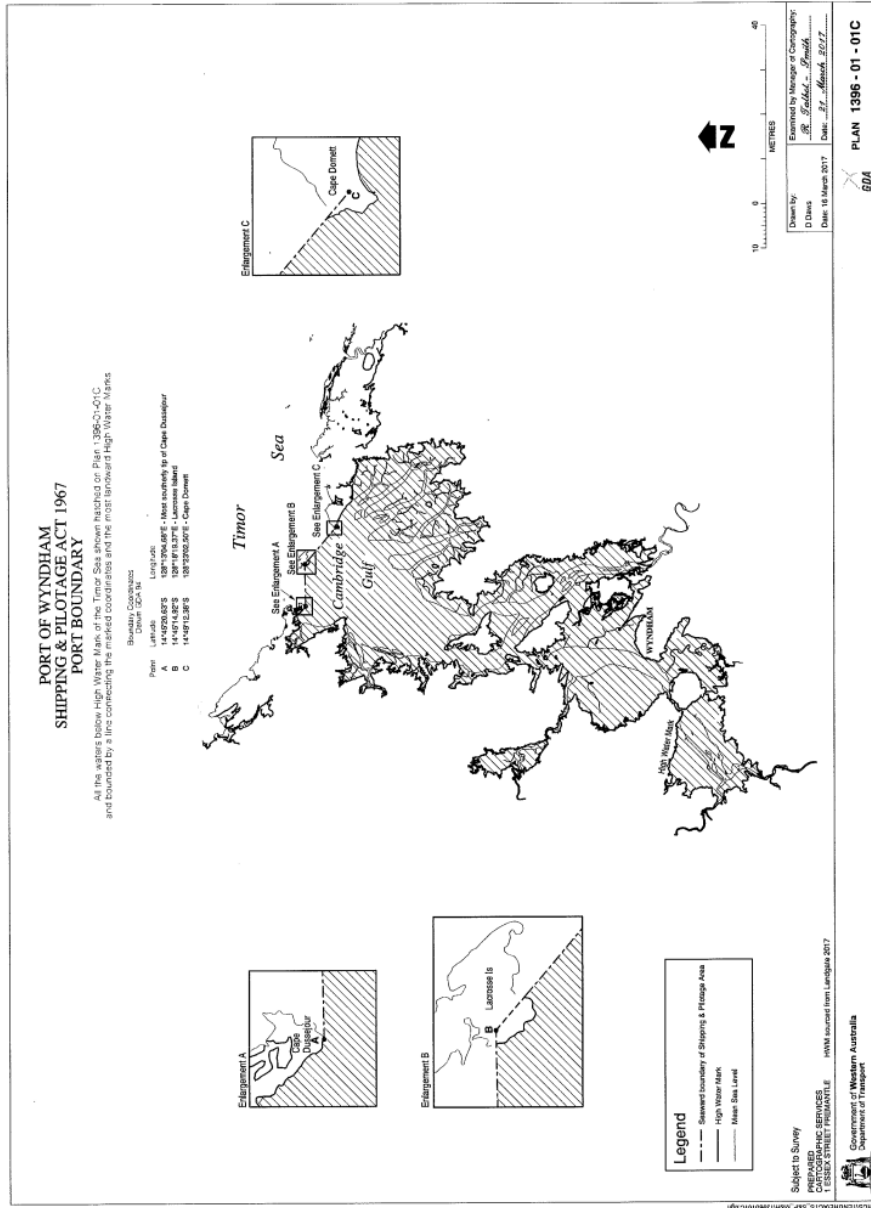 PORT OF WYNDHAM
SHIPPING & PILOTAGE ACT 1967
PORT BOUNDARY
All the waters below High Water Mark of the Timor Sea shown hatched on Plan 1396-01-01C
and bounded by a line connecting the marked coordinates and the most landward High Water Marks
Boundary Coordinates
Datum GDA 94
Point Latitude Longitude
A 14°45'20.63"S 128°13'04.68"E - Most southerly tip of Cape Dussejour
B 14°45'14.92"S 128°18'19.37"E - Lacrosse Island
C 14°48'12.36"S 128°23'02.50"E - Cape Domett
Timor
Sea
See Enlargement A
See Enlargement B
See Enlargement C
Cambridge
Gulf
WYNDHAM
High Water Mark
Enlargement A
Cape
Dussejour
A
Enlargement B
Lacrosse Is
B
Enlargement C
Cape Domett
C
Legend
Seaward boundary of Shipping & Pilotage Area
High Water Mark
Mean Sea Level
N
METRES
10 0 40
Subject to Survey
PREPARED
CARTOGRAPHIC SERVICES
1 ESSEX STREET FREMANTLE
HWM sourced from Landgate 2017
Drawn by:
D Daws
Date: 16 March 2017
Examined by Manager of Cartography:
R. Talbot - Smith
Date: 21 March 2017
Government of Western Australia
Department of Transport
GDA
PLAN 1396 - 01 - 01C